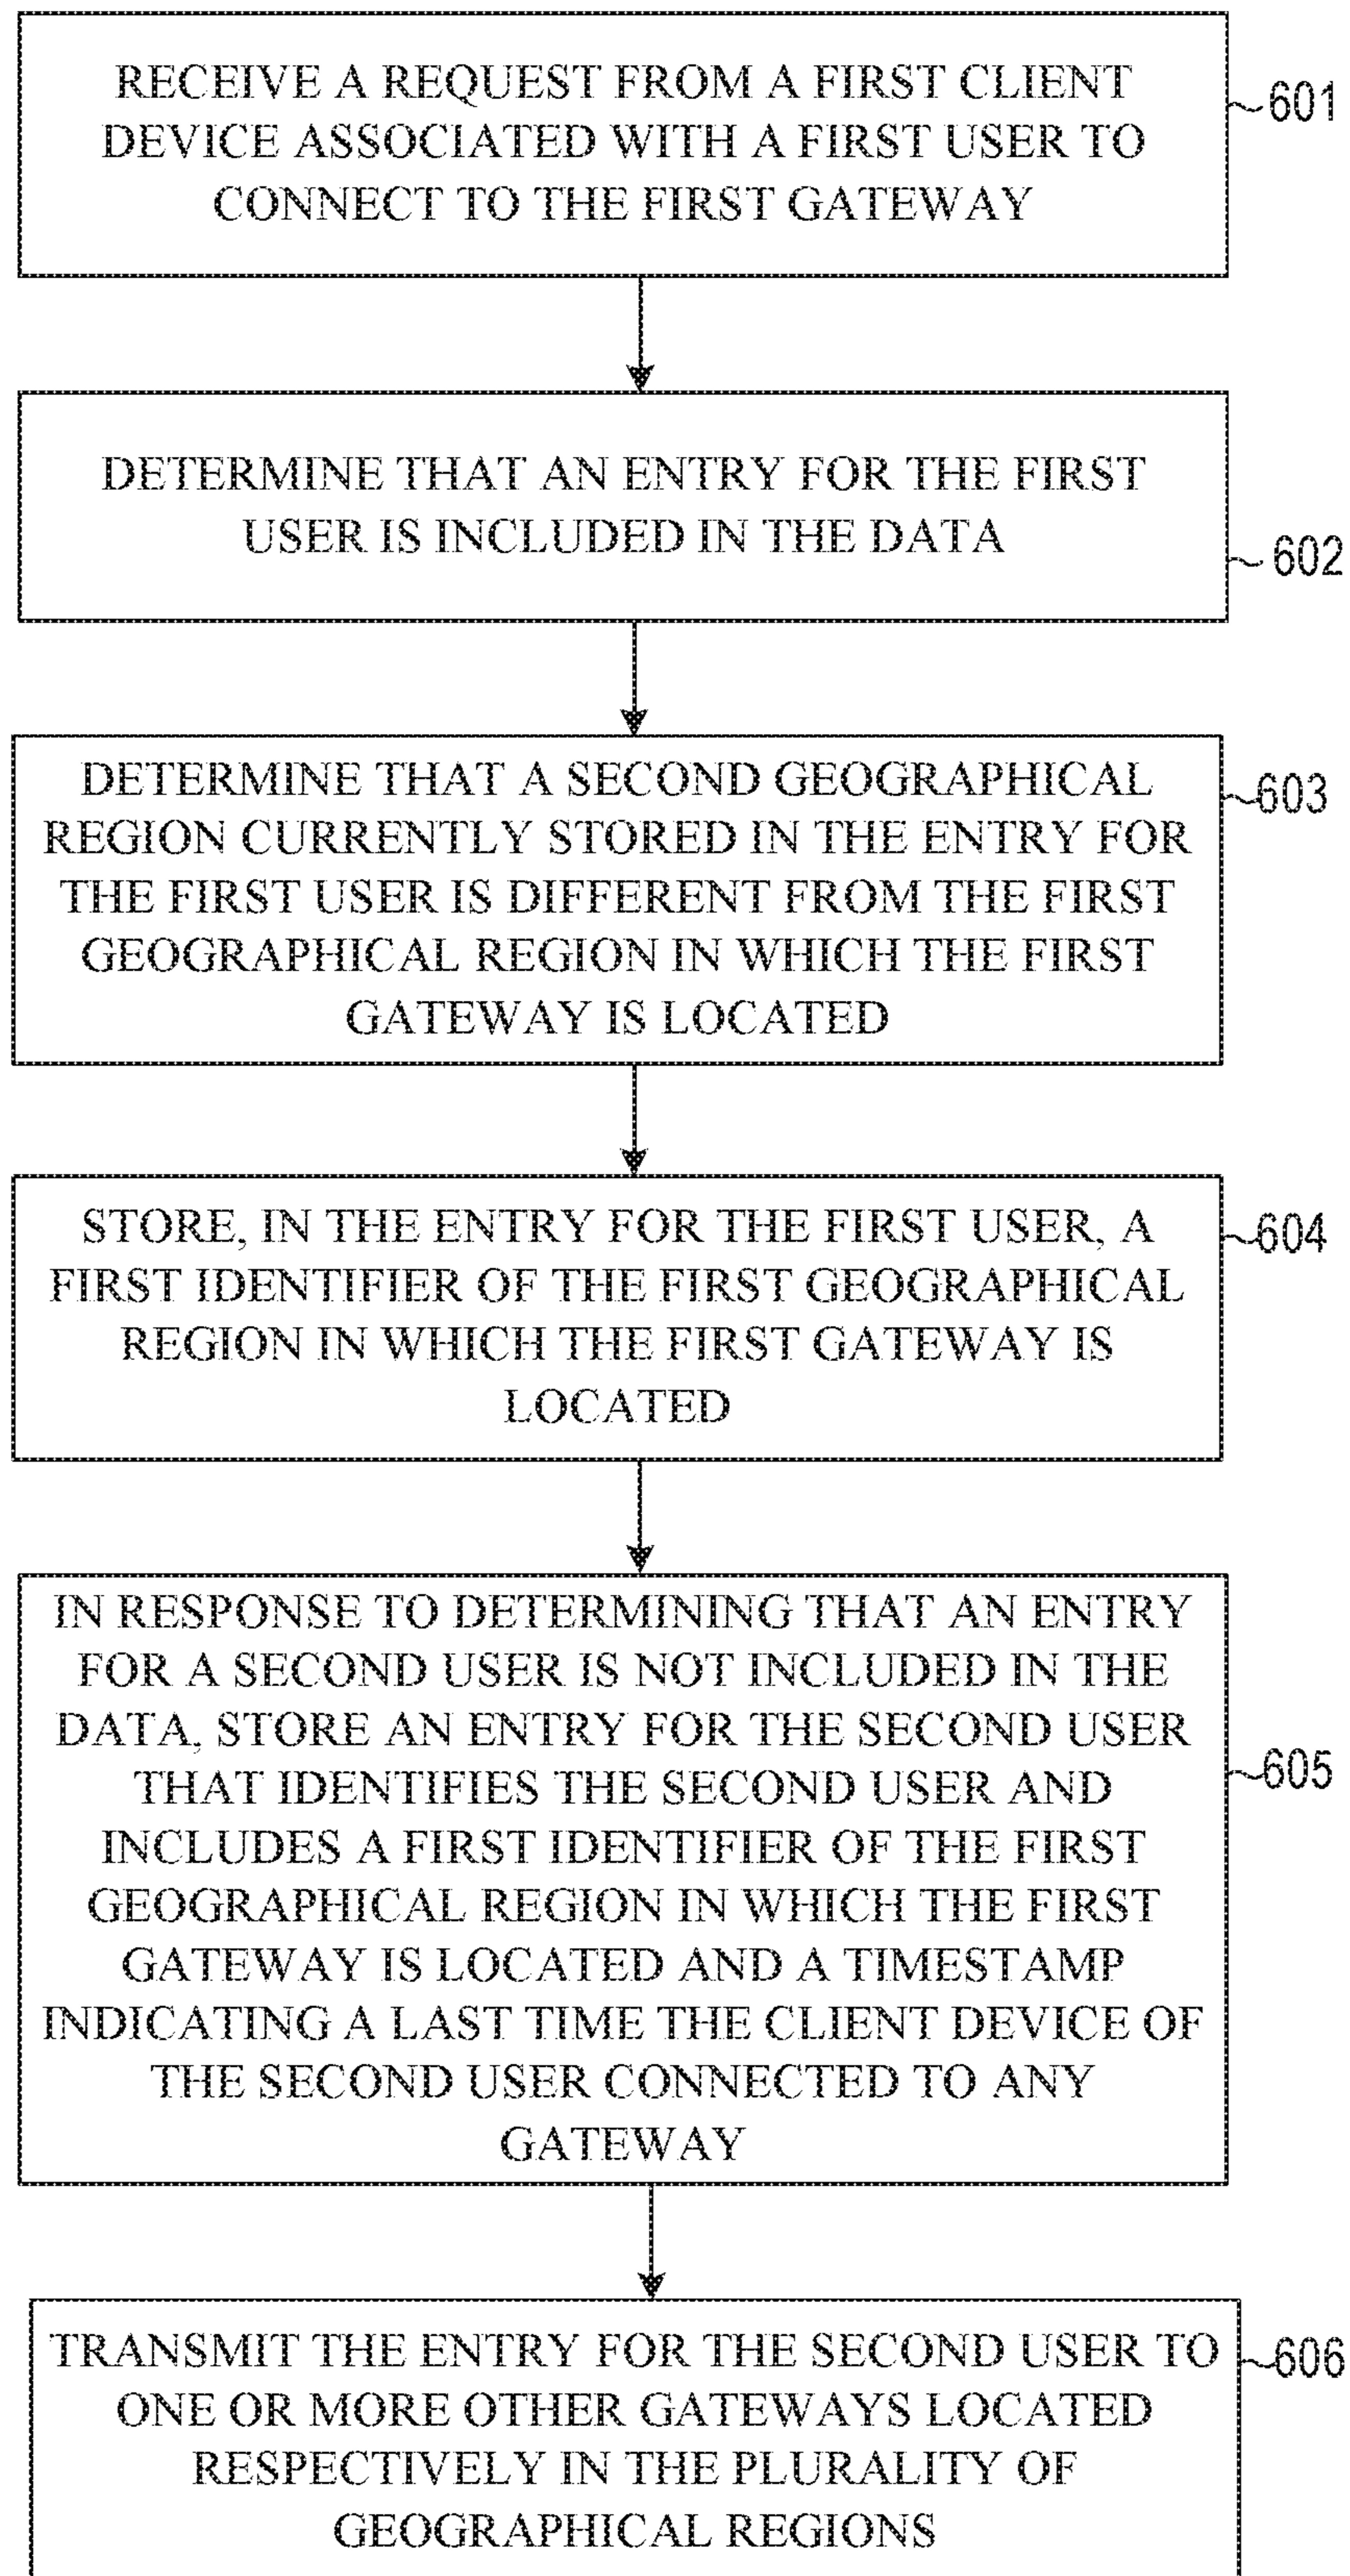 RECEIVE A REQUEST FROM A FIRST CLIENT
DEVICE ASSOCIATED WITH A FIRST USER TO
CONNECT TO THE FIRST GATEWAY
601
DETERMINE THAT AN ENTRY FOR THE FIRST
USER IS INCLUDED IN THE DATA
602
DETERMINE THAT A SECOND GEOGRAPHICAL
REGION CURRENTLY STORED IN THE ENTRY FOR
THE FIRST USER IS DIFFERENT FROM THE FIRST
GEOGRAPHICAL REGION IN WHICH THE FIRST
GATEWAY IS LOCATED
603
STORE, IN THE ENTRY FOR THE FIRST USER, A
FIRST IDENTIFIER OF THE FIRST GEOGRAPHICAL
REGION IN WHICH THE FIRST GATEWAY IS
LOCATED
604
IN RESPONSE TO DETERMINING THAT AN ENTRY
FOR A SECOND USER IS NOT INCLUDED IN THE
DATA, STORE AN ENTRY FOR THE SECOND USER
THAT IDENTIFIES THE SECOND USER AND
INCLUDES A FIRST IDENTIFIER OF THE FIRST
GEOGRAPHICAL REGION IN WHICH THE FIRST
GATEWAY IS LOCATED AND A TIMESTAMP
INDICATING A LAST TIME THE CLIENT DEVICE OF
THE SECOND USER CONNECTED TO ANY
GATEWAY
605
TRANSMIT THE ENTRY FOR THE SECOND USER TO
ONE OR MORE OTHER GATEWAYS LOCATED
RESPECTIVELY IN THE PLURALITY OF
GEOGRAPHICAL REGIONS
606